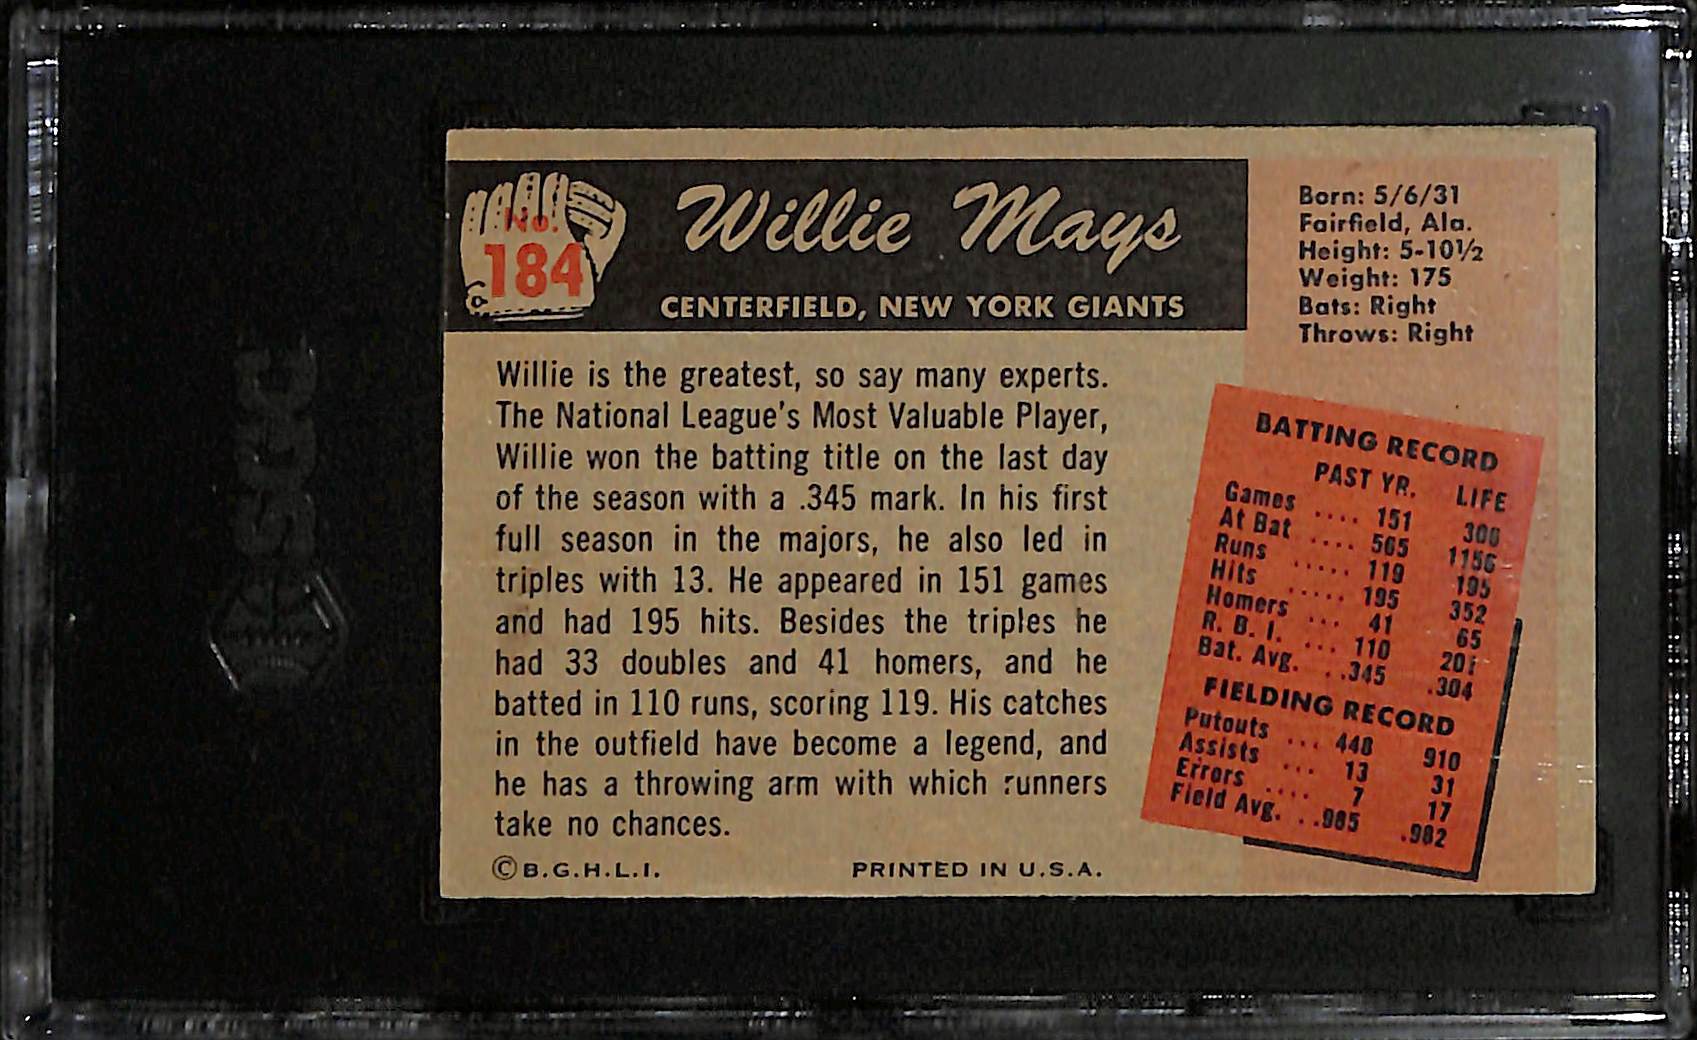 No.
184
Willie Mays
CENTERFIELD, NEW YORK GIANTS
Born: 5/6/31
Fairfield, Ala.
Height: 5-10½
Weight: 175
Bats: Right
Throws: Right
Willie is the greatest, so say many experts.
The National League's Most Valuable Player,
Willie won the batting title on the last day
of the season with a .345 mark. In his first
full season in the majors, he also led in
triples with 13. He appeared in 151 games
and had 195 hits. Besides the triples he
had 33 doubles and 41 homers, and he
batted in 110 runs, scoring 119. His catches
in the outfield have become a legend, and
he has a throwing arm with which runners
take no chances.
© B.G.H.L.I. PRINTED IN U.S.A.
BATTING RECORD
PAST YR. LIFE
Games .... 151 306
At Bat .... 565 1156
Runs ..... 119 195
Hits ..... 195 352
Homers ... 41 65
R. B. I. ... 110 201
Bat. Avg. ..345 .304
FIELDING RECORD
Putouts ... 448 910
Assists ... 13 31
Errors .... 7 17
Field Avg. ..985 .982
SGC